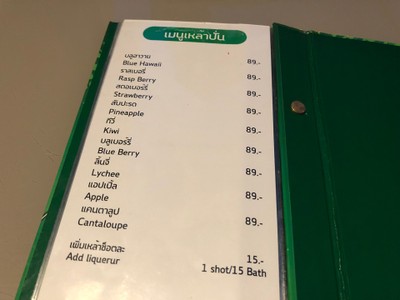 เมนูเหล้าปั่น
บลูฮาวาย 89.-
Blue Hawaii
ราสเบอรี่ 89.-
Rasp Berry
สตอเบอร์รี่ 89.-
Strawberry
สับปะรด 89.-
Pineapple
กีวี 89.-
Kiwi
บลูเบอร์รี่ 89.-
Blue Berry
ลิ้นจี่ 89.-
Lychee
แอปเปิ้ล 89.-
Apple
แคนตาลูป 89.-
Cantaloupe
เพิ่มเหล้าช็อตละ 15.-
Add liquerur 1 shot/15 Bath